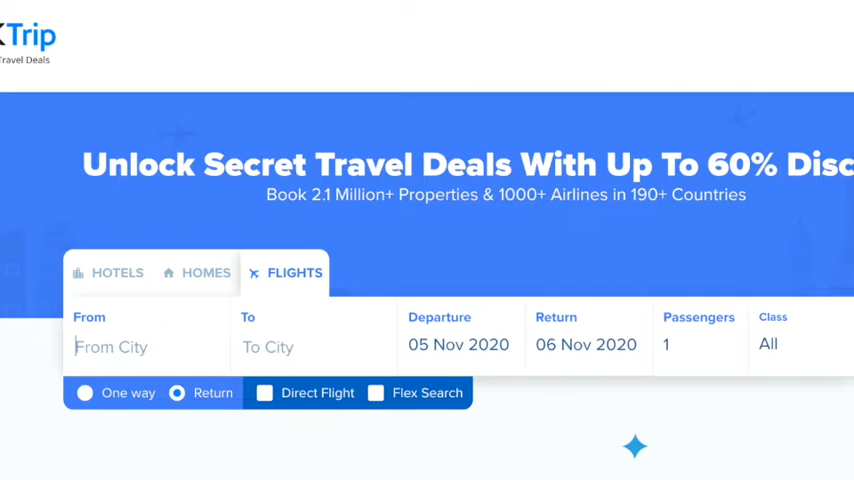 Trip
Travel Deals
Unlock Secret Travel Deals With Up To 60%
Book 2.1 Million+ Properties & 1000+ Airlines in 190+ Countries
HOTELS HOMES FLIGHTS
From To Departure Return Passengers Class
From City To City 05 Nov 2020 06 Nov 2020 1 All
One way Return Direct Flight Flex Search